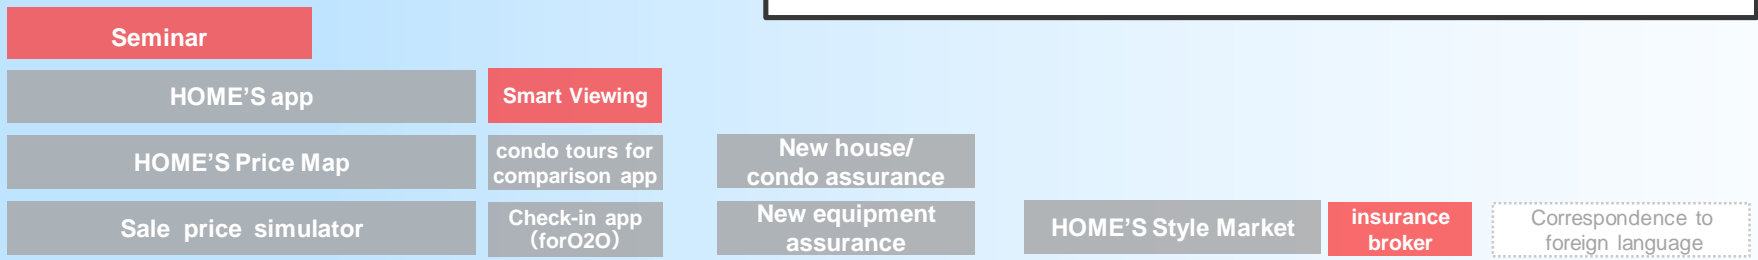 Seminar
HOME'S app
Smart Viewing
HOME'S Price Map
condo tours for
comparison app
New house/
condo assurance
Sale price simulator
Check-in app
（forO2O）
New equipment
assurance
HOME'S Style Market
insurance
broker
Correspondence to
foreign language